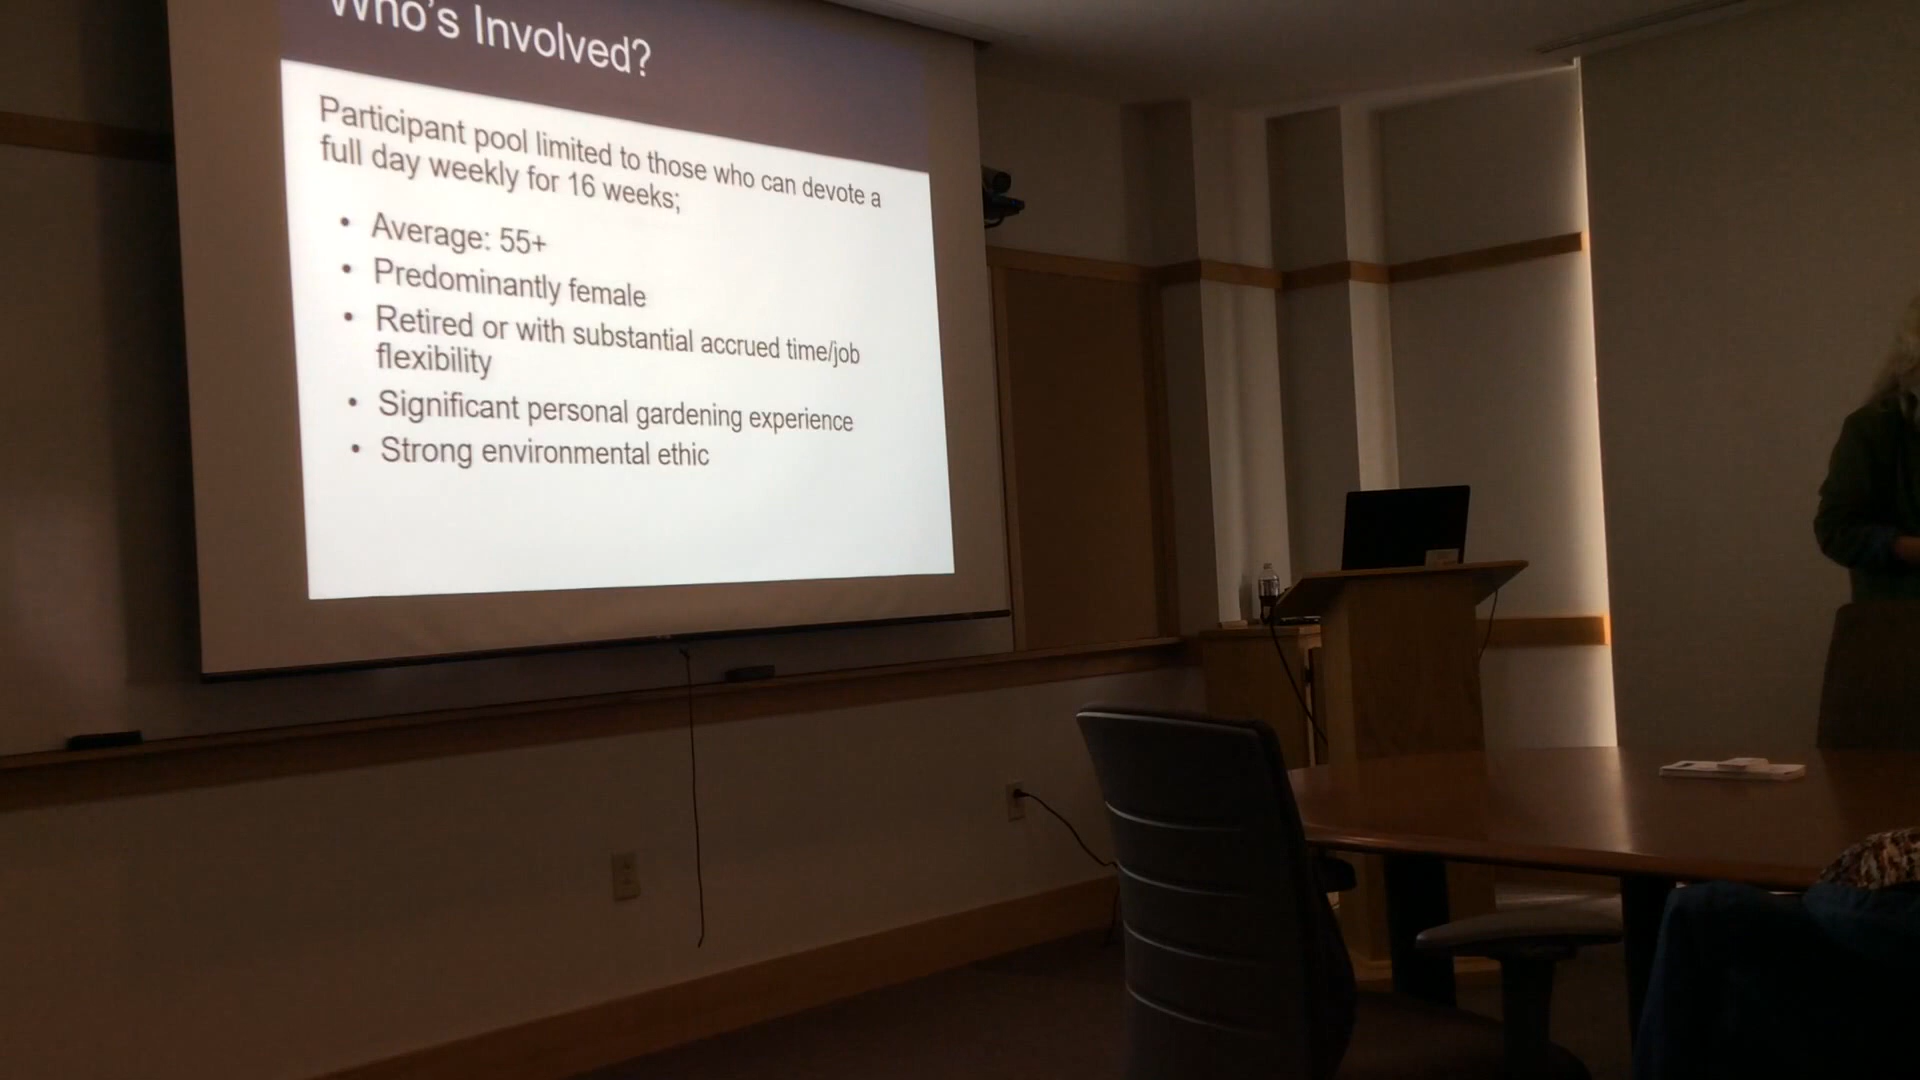 Who's Involved?
Participant pool limited to those who can devote a
full day weekly for 16 weeks;
• Average: 55+
• Predominantly female
• Retired or with substantial accrued time/job
flexibility
• Significant personal gardening experience
• Strong environmental ethic